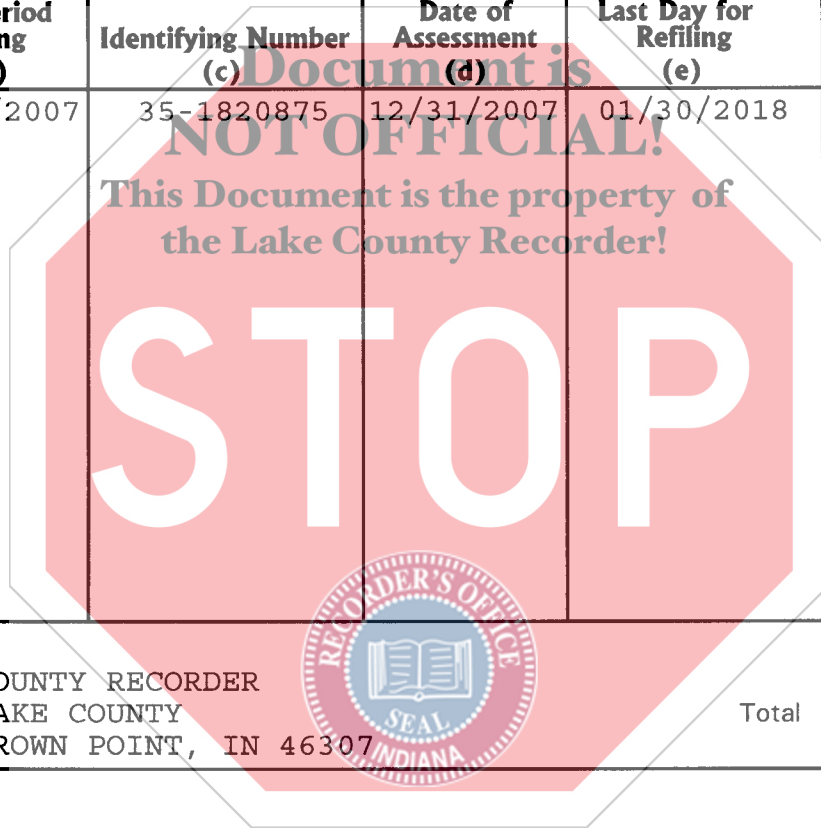 eriod
ng
)
Identifying Number
(c)
Date of
Assessment
(d)
Last Day for
Refiling
(e)
/2007 35-1820875 12/31/2007 01/30/2018
Document is
NOT OFFICIAL!
This Document is the property of
the Lake County Recorder!
STOP
RECORDER'S OFFICE
SEAL
INDIANA
OUNTY RECORDER
AKE COUNTY
ROWN POINT, IN 46307
Total